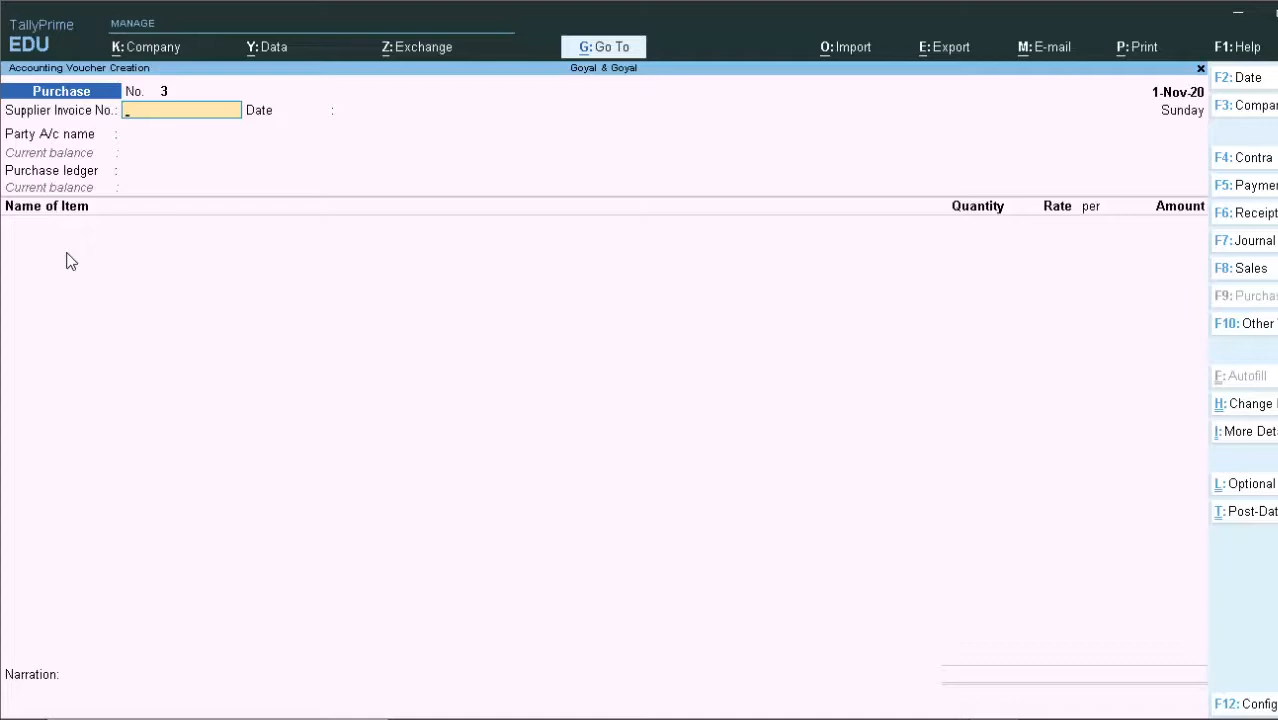 TallyPrime
EDU
MANAGE
K: Company
Y: Data
Z: Exchange
G: Go To
O: Import
E: Export
M: E-mail
P: Print
F1: Help
Accounting Voucher Creation
Goyal & Goyal
x
Purchase No. 3
1-Nov-20
Supplier Invoice No.: Date :
Sunday
Party A/c name :
Current balance :
Purchase ledger :
Current balance :
Name of Item Quantity Rate per Amount
Narration:
F2: Date
F3: Compar
F4: Contra
F5: Payme
F6: Receipt
F7: Journal
F8: Sales
F9: Purcha
F10: Other
F: Autofill
H: Change
I: More Det
L: Optional
T: Post-Dat
F12: Config